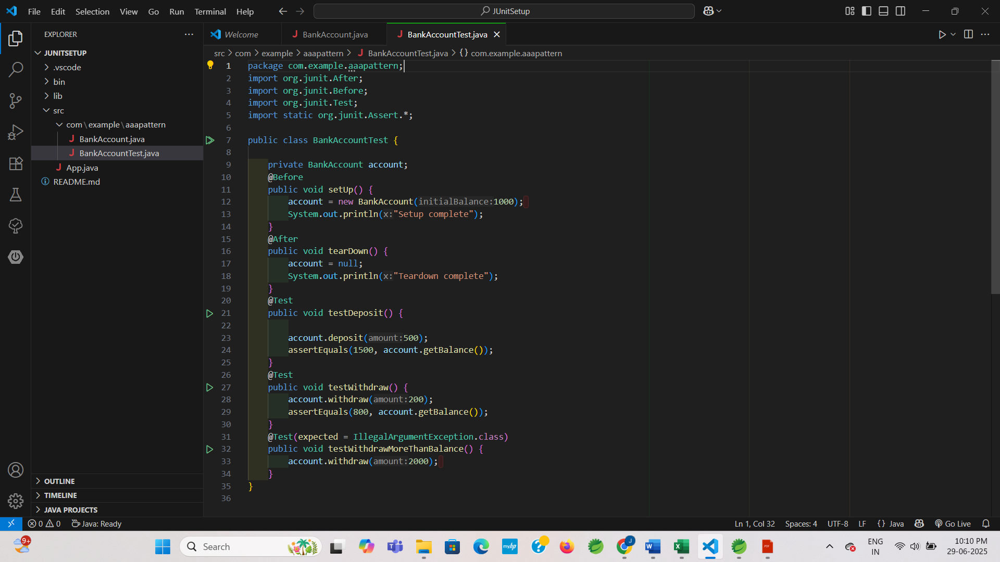 File Edit Selection View Go Run Terminal Help
JUnitSetup
EXPLORER
JUNITSETUP
.vscode
bin
lib
src
com\example\aaapattern
BankAccount.java
BankAccountTest.java
App.java
README.md
OUTLINE
TIMELINE
JAVA PROJECTS
Welcome
BankAccount.java
BankAccountTest.java
src > com > example > aaapattern > BankAccountTest.java > {} com.example.aaapattern
1 package com.example.aaapattern;
2 import org.junit.After;
3 import org.junit.Before;
4 import org.junit.Test;
5 import static org.junit.Assert.*;
6
7 public class BankAccountTest {
8
9 private BankAccount account;
10 @Before
11 public void setUp() {
12 account = new BankAccount(initialBalance:1000);
13 System.out.println(x:"Setup complete");
14 }
15 @After
16 public void tearDown() {
17 account = null;
18 System.out.println(x:"Teardown complete");
19 }
20 @Test
21 public void testDeposit() {
22
23 account.deposit(amount:500);
24 assertEquals(1500, account.getBalance());
25 }
26 @Test
27 public void testWithdraw() {
28 account.withdraw(amount:200);
29 assertEquals(800, account.getBalance());
30 }
31 @Test(expected = IllegalArgumentException.class)
32 public void testWithdrawMoreThanBalance() {
33 account.withdraw(amount:2000);
34 }
35 }
36
0 0 Java: Ready
Ln 1, Col 32 Spaces: 4 UTF-8 LF {} Java Go Live
9+
Search
myhp
J
W
X
PDF
ENG
IN
10:10 PM
29-06-2025